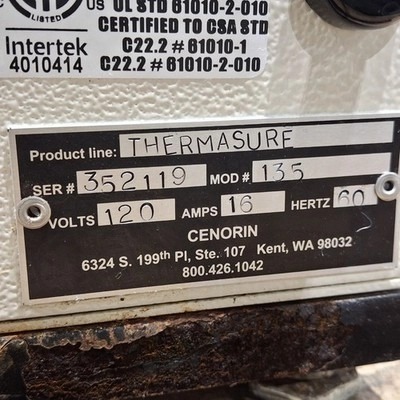 US UL STD 61010-2-010
LISTED
CERTIFIED TO CSA STD
Intertek
C22.2 # 61010-1
4010414
C22.2 # 61010-2-010
Product line: THERMASURE
SER # 352119 MOD # 135
VOLTS 120 AMPS 16 HERTZ 60
CENORIN
6324 S. 199th Pl, Ste. 107 Kent, WA 98032
800.426.1042